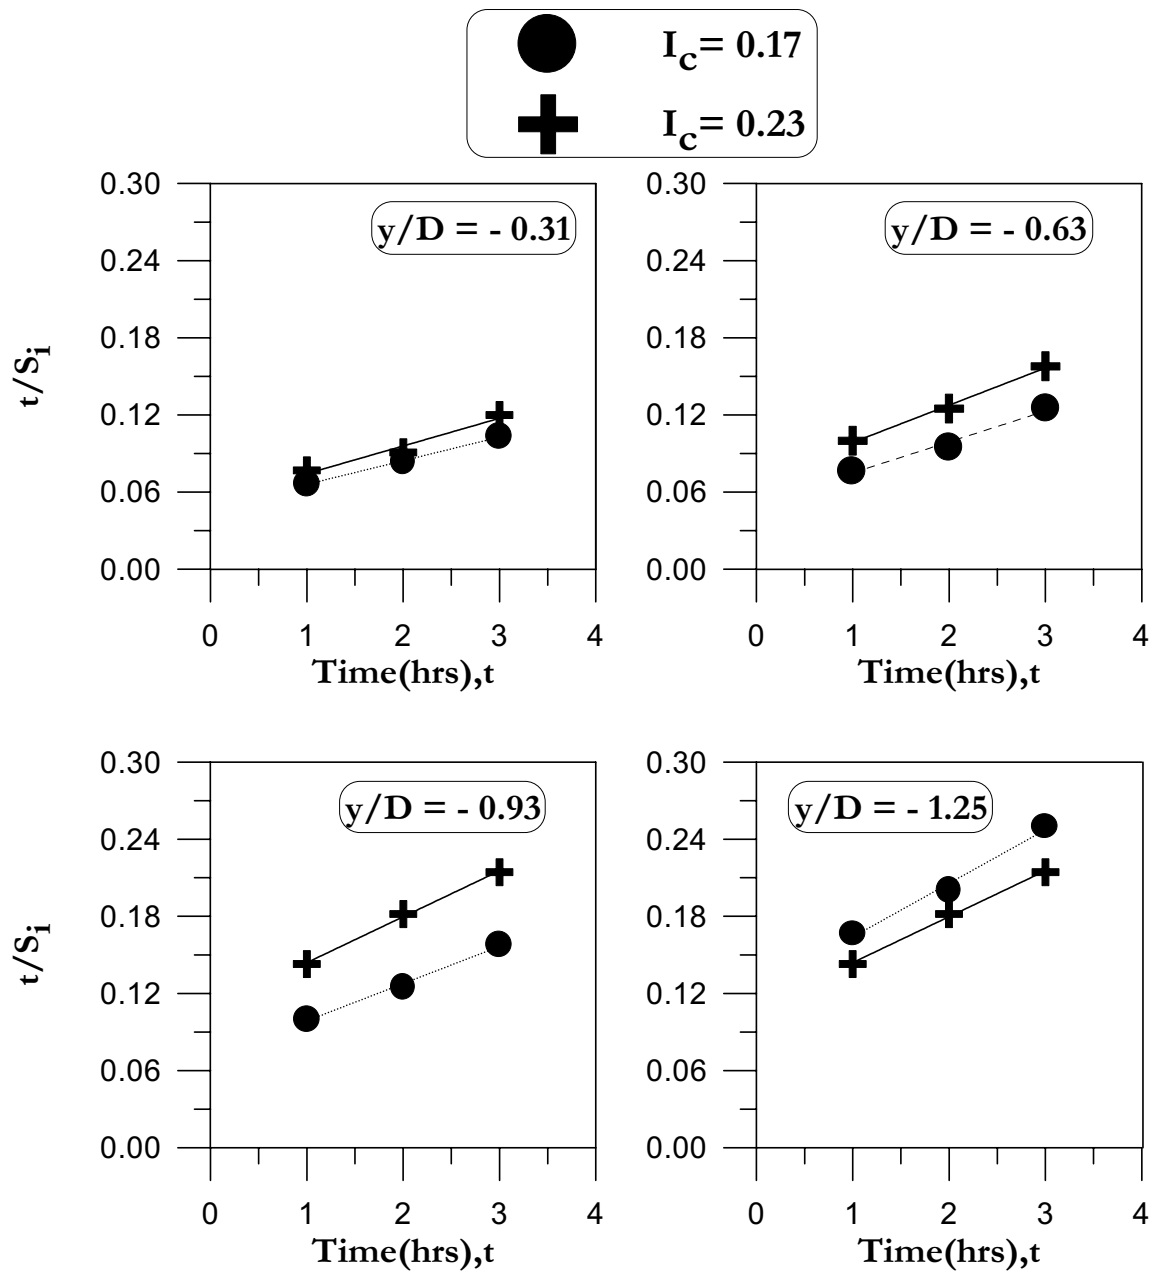 I_c= 0.17
I_c= 0.23
y/D = - 0.31
0.30
0.24
0.18
0.12
0.06
0.00
t/S_i
0 1 2 3 4
Time(hrs),t
y/D = - 0.63
0.30
0.24
0.18
0.12
0.06
0.00
0 1 2 3 4
Time(hrs),t
y/D = - 0.93
0.30
0.24
0.18
0.12
0.06
0.00
t/S_i
0 1 2 3 4
Time(hrs),t
y/D = - 1.25
0.30
0.24
0.18
0.12
0.06
0.00
0 1 2 3 4
Time(hrs),t